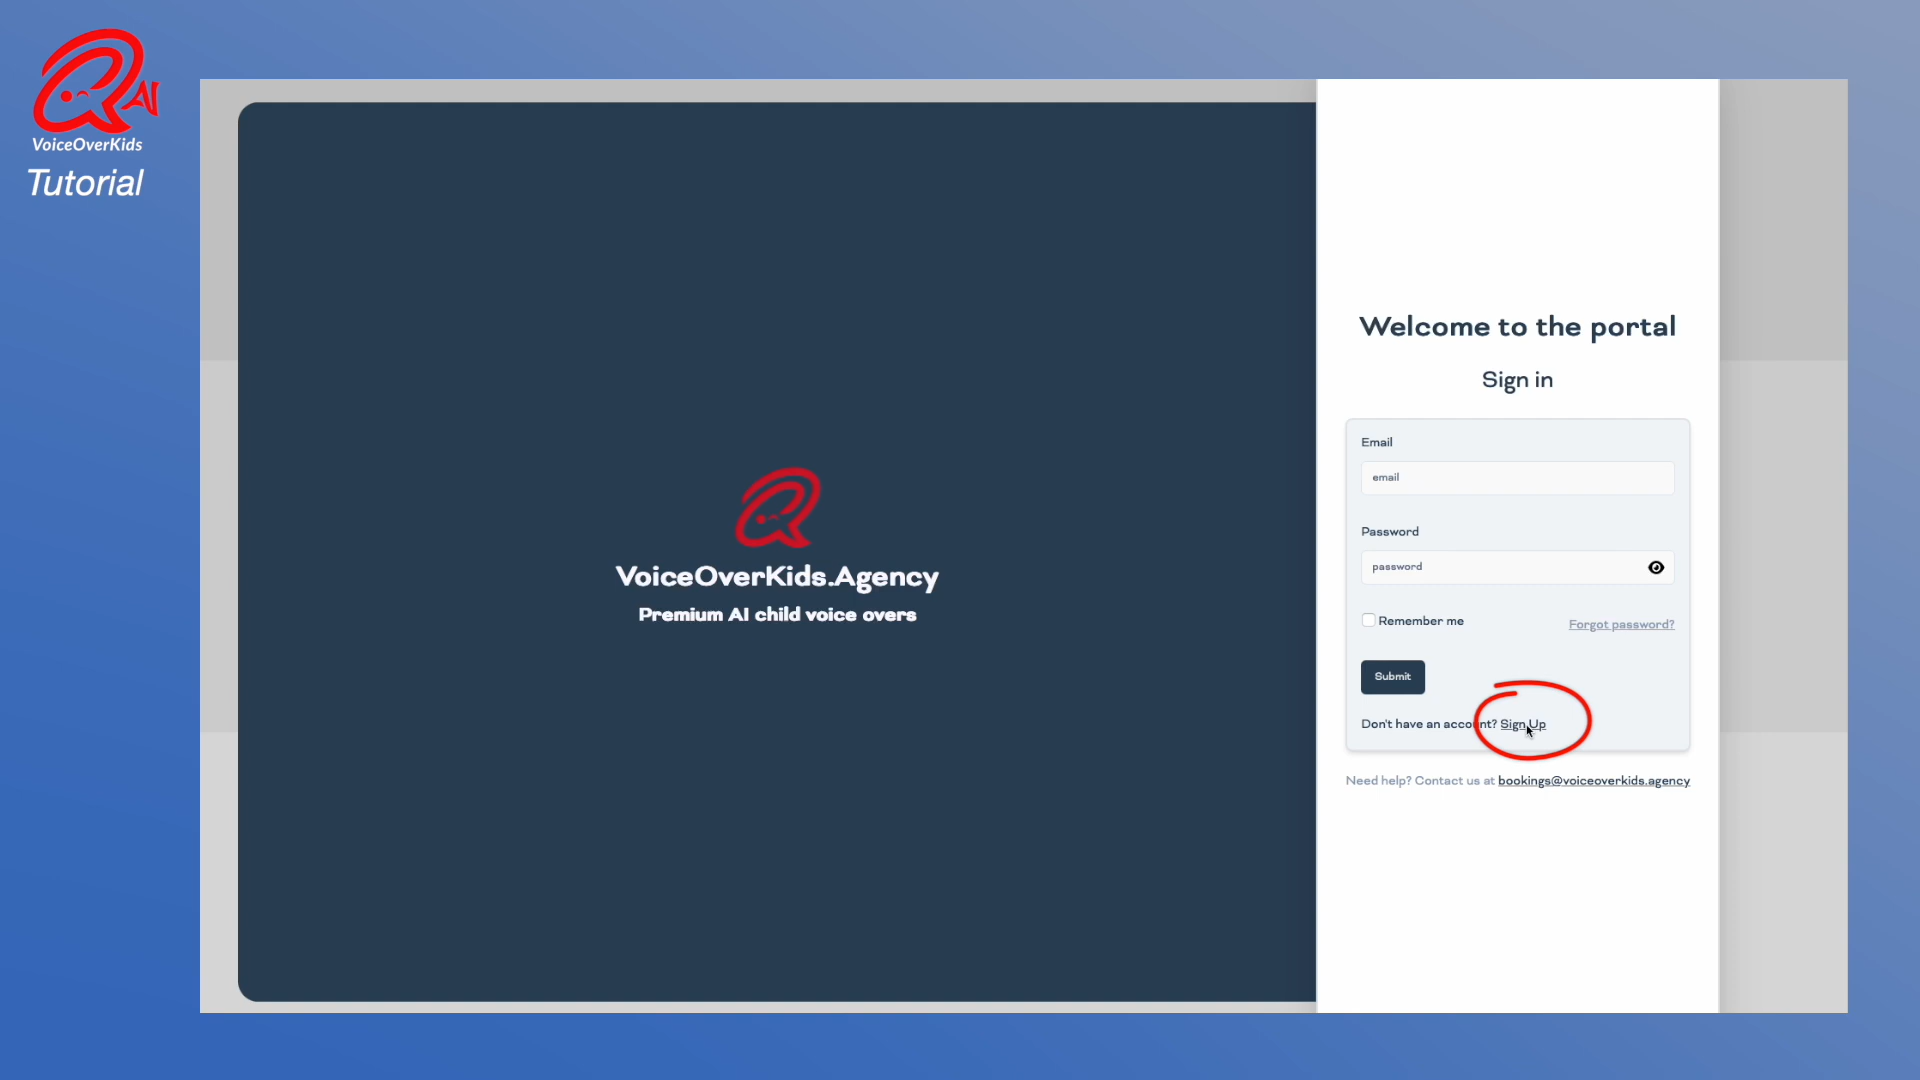 AI
VoiceOverKids
Tutorial
VoiceOverKids.Agency
Premium AI child voice overs
Welcome to the portal
Sign in
Email
email
Password
password
Remember me
Forgot password?
Submit
Don't have an account? Sign Up
Need help? Contact us at bookings@voiceoverkids.agency